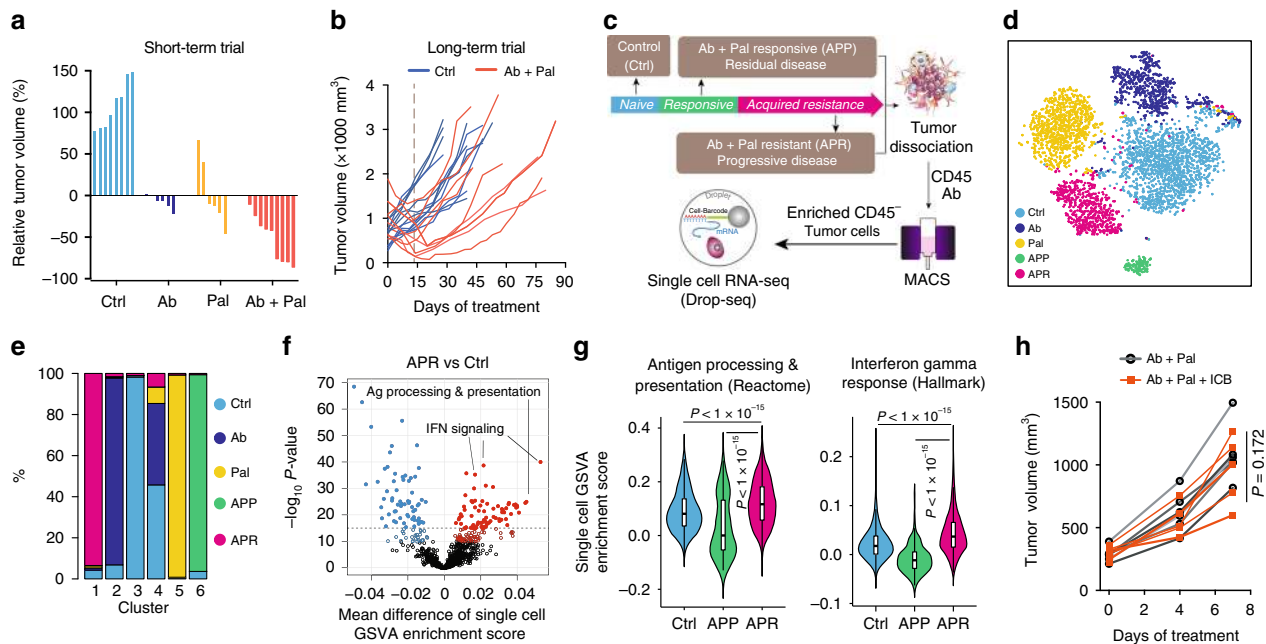 a
Short-term trial
Relative tumor volume (%)
150
100
50
0
−50
−100
Ctrl
Ab
Pal
Ab + Pal
b
Long-term trial
Ctrl
Ab + Pal
Tumor volume (×1000 mm³)
4
3
2
1
0
0 15 30 45 60 75 90
Days of treatment
c
Control
(Ctrl)
Ab + Pal responsive (APP)
Residual disease
Naive
Responsive
Acquired resistance
Ab + Pal resistant (APR)
Progressive disease
Tumor
dissociation
CD45
Ab
MACS
Enriched CD45⁻
Tumor cells
Droplet
Cell-Barcode
mRNA
Single cell RNA-seq
(Drop-seq)
d
Ctrl
Ab
Pal
APP
APR
e
%
100
80
60
40
20
0
1 2 3 4 5 6
Cluster
Ctrl
Ab
Pal
APP
APR
f
APR vs Ctrl
Ag processing & presentation
IFN signaling
−log₁₀ P-value
70
60
50
40
30
20
10
0
−0.04 −0.02 0.00 0.02 0.04
Mean difference of single cell
GSVA enrichment score
g
Antigen processing &
presentation (Reactome)
P < 1 × 10⁻¹⁵
P < 1 × 10⁻¹⁵
Single cell GSVA
enrichment score
0.4
0.2
0.0
−0.2
Ctrl APP APR
Interferon gamma
response (Hallmark)
P < 1 × 10⁻¹⁵
P < 1 × 10⁻¹⁵
0.3
0.2
0.1
0.0
−0.1
Ctrl APP APR
h
Ab + Pal
Ab + Pal + ICB
Tumor volume (mm³)
1500
1000
500
0
P = 0.172
0 2 4 6 8
Days of treatment